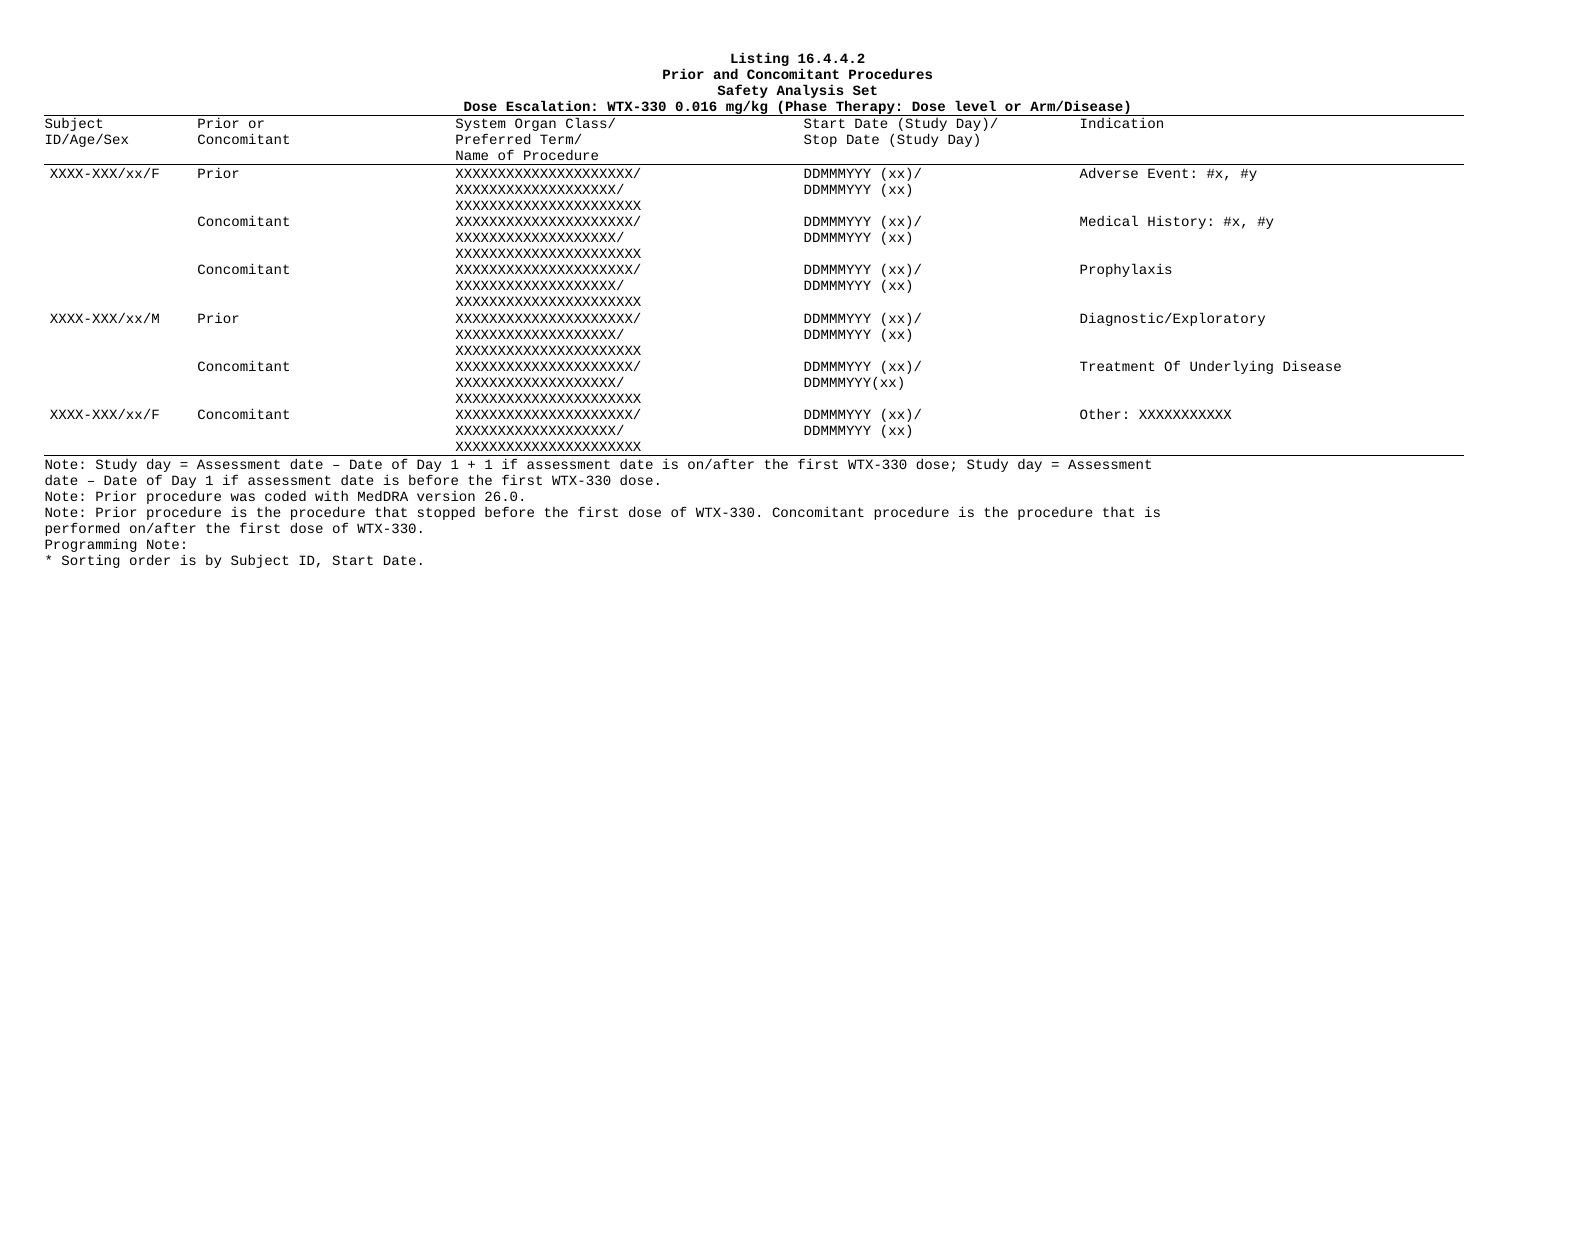 Listing 16.4.4.2
Prior and Concomitant Procedures
Safety Analysis Set
Dose Escalation: WTX-330 0.016 mg/kg (Phase Therapy: Dose level or Arm/Disease)
Subject Prior or System Organ Class/ Start Date (Study Day)/ Indication
ID/Age/Sex Concomitant Preferred Term/ Stop Date (Study Day)
Name of Procedure
XXXX-XXX/xx/F Prior XXXXXXXXXXXXXXXXXXXXX/ DDMMMYYY (xx)/ Adverse Event: #x, #y
XXXXXXXXXXXXXXXXXXX/ DDMMMYYY (xx)
XXXXXXXXXXXXXXXXXXXXXX
Concomitant XXXXXXXXXXXXXXXXXXXXX/ DDMMMYYY (xx)/ Medical History: #x, #y
XXXXXXXXXXXXXXXXXXX/ DDMMMYYY (xx)
XXXXXXXXXXXXXXXXXXXXXX
Concomitant XXXXXXXXXXXXXXXXXXXXX/ DDMMMYYY (xx)/ Prophylaxis
XXXXXXXXXXXXXXXXXXX/ DDMMMYYY (xx)
XXXXXXXXXXXXXXXXXXXXXX
XXXX-XXX/xx/M Prior XXXXXXXXXXXXXXXXXXXXX/ DDMMMYYY (xx)/ Diagnostic/Exploratory
XXXXXXXXXXXXXXXXXXX/ DDMMMYYY (xx)
XXXXXXXXXXXXXXXXXXXXXX
Concomitant XXXXXXXXXXXXXXXXXXXXX/ DDMMMYYY (xx)/ Treatment Of Underlying Disease
XXXXXXXXXXXXXXXXXXX/ DDMMMYYY(xx)
XXXXXXXXXXXXXXXXXXXXXX
XXXX-XXX/xx/F Concomitant XXXXXXXXXXXXXXXXXXXXX/ DDMMMYYY (xx)/ Other: XXXXXXXXXXX
XXXXXXXXXXXXXXXXXXX/ DDMMMYYY (xx)
XXXXXXXXXXXXXXXXXXXXXX
Note: Study day = Assessment date – Date of Day 1 + 1 if assessment date is on/after the first WTX-330 dose; Study day = Assessment
date – Date of Day 1 if assessment date is before the first WTX-330 dose.
Note: Prior procedure was coded with MedDRA version 26.0.
Note: Prior procedure is the procedure that stopped before the first dose of WTX-330. Concomitant procedure is the procedure that is
performed on/after the first dose of WTX-330.
Programming Note:
* Sorting order is by Subject ID, Start Date.